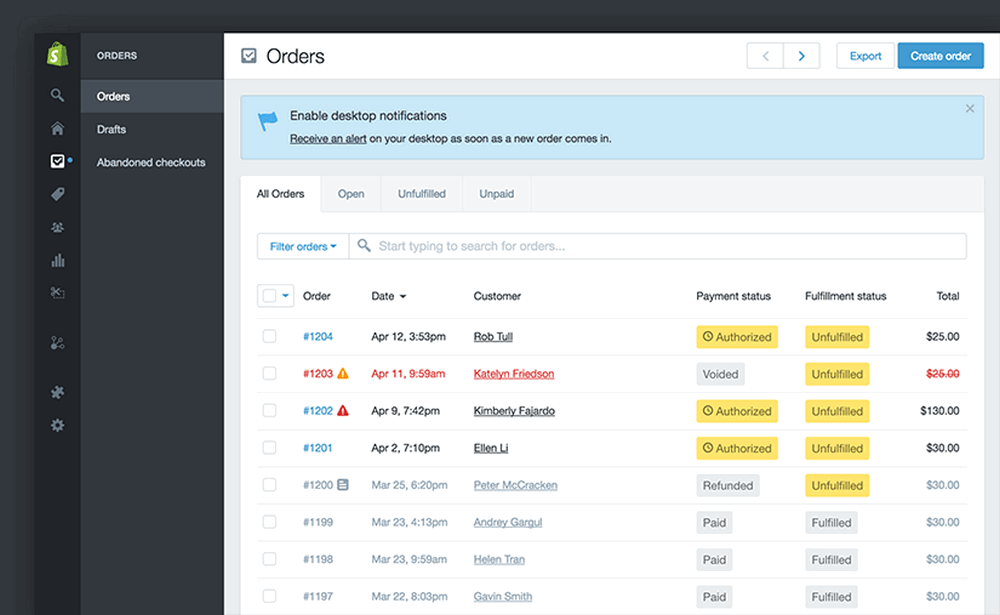 ORDERS
Orders
Drafts
Abandoned checkouts
Orders
Export
Create order
Enable desktop notifications
Receive an alert on your desktop as soon as a new order comes in.
All Orders Open Unfulfilled Unpaid
Filter orders Start typing to search for orders...
Order Date Customer Payment status Fulfillment status Total
#1204 Apr 12, 3:53pm Rob Tull Authorized Unfulfilled $25.00
#1203 Apr 11, 9:59am Katelyn Friedson Voided Unfulfilled $25.00
#1202 Apr 9, 7:42pm Kimberly Fajardo Authorized Unfulfilled $130.00
#1201 Apr 2, 7:10pm Ellen Li Authorized Unfulfilled $30.00
#1200 Mar 25, 6:20pm Peter McCracken Refunded Unfulfilled $30.00
#1199 Mar 23, 4:13pm Andrey Gargul Paid Fulfilled $30.00
#1198 Mar 23, 9:59am Helen Tran Paid Fulfilled $30.00
#1197 Mar 22, 8:03pm Gavin Smith Paid Fulfilled $30.00